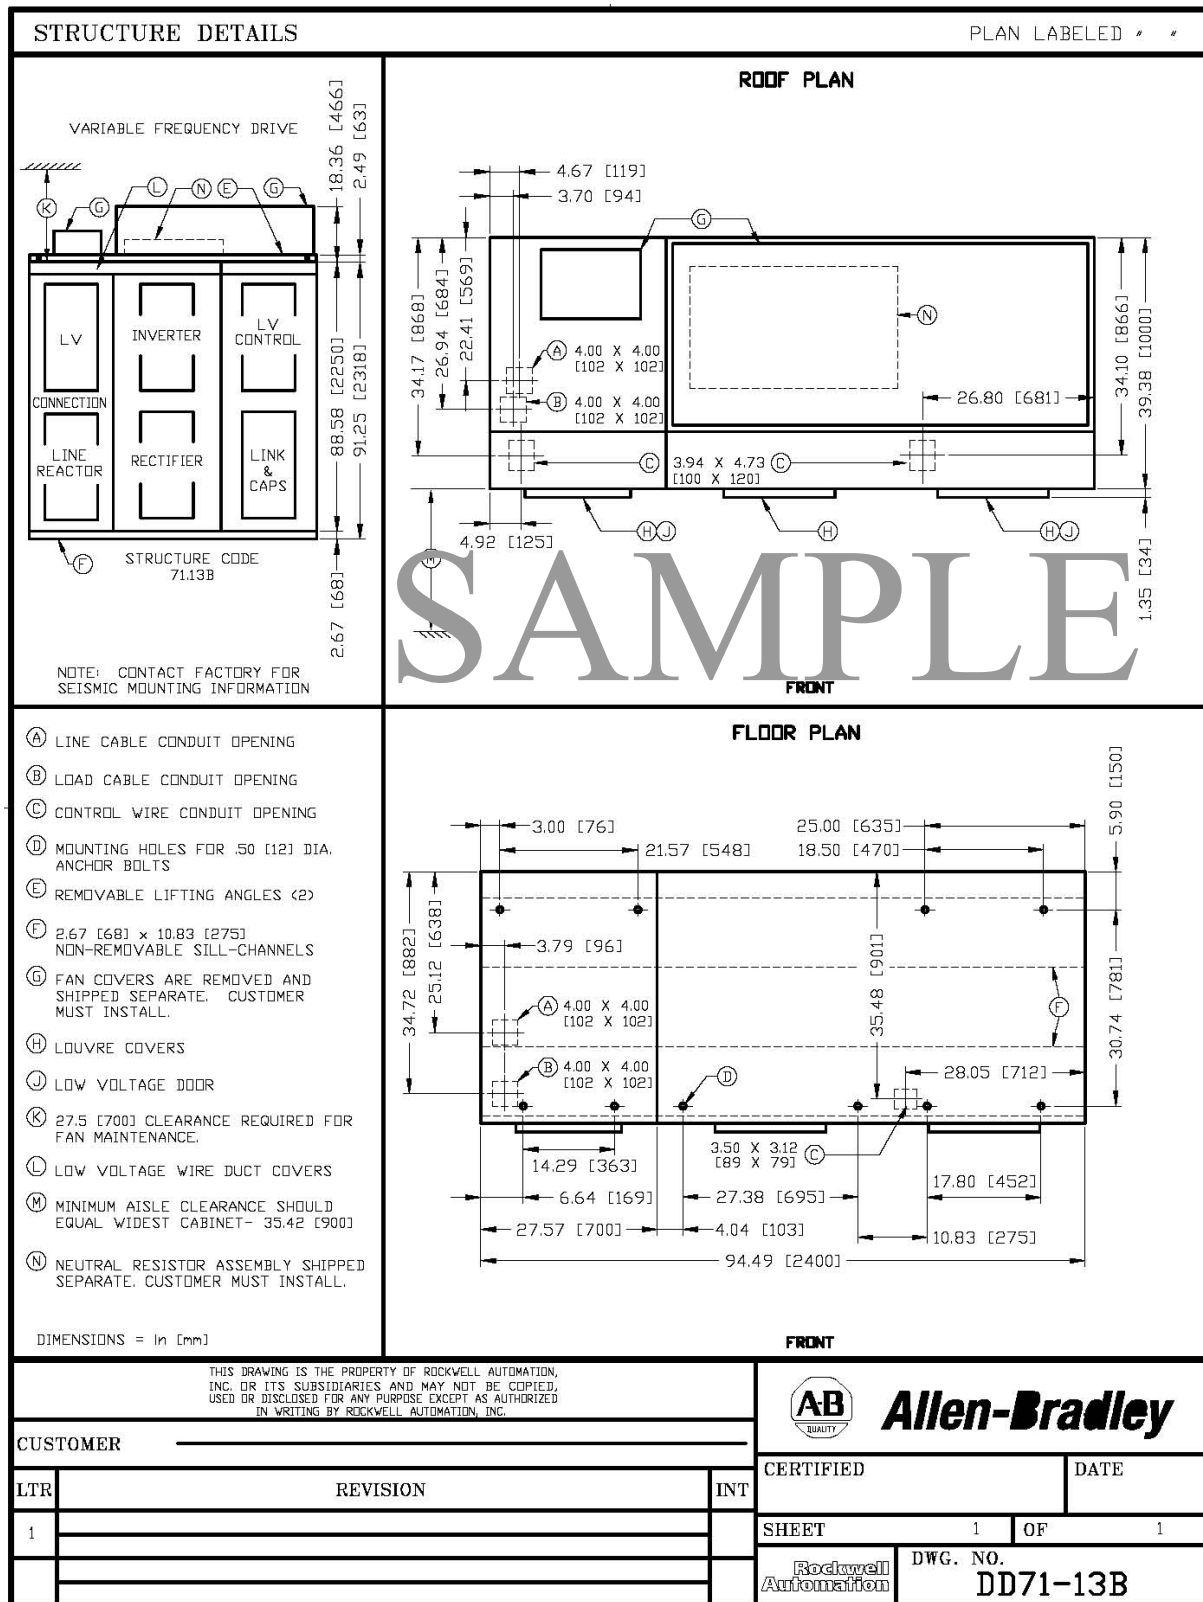 STRUCTURE DETAILS
PLAN LABELED " "
VARIABLE FREQUENCY DRIVE
18.36 [466]
2.49 [63]
K
G
L
N
E
G
LV
INVERTER
LV
CONTROL
CONNECTION
LINE
REACTOR
RECTIFIER
LINK
&
CAPS
88.58 [2250]
91.25 [2318]
F
STRUCTURE CODE
71.13B
2.67 [68]
NOTE: CONTACT FACTORY FOR
SEISMIC MOUNTING INFORMATION
ROOF PLAN
4.67 [119]
3.70 [94]
G
34.17 [868]
26.94 [684]
22.41 [569]
N
A 4.00 X 4.00
[102 X 102]
B 4.00 X 4.00
[102 X 102]
26.80 [681]
34.10 [866]
39.38 [1000]
C 3.94 X 4.73 C
[100 X 120]
H J
H
H J
4.92 [125]
M
1.35 [34]
SAMPLE
FRONT
A LINE CABLE CONDUIT OPENING
B LOAD CABLE CONDUIT OPENING
C CONTROL WIRE CONDUIT OPENING
D MOUNTING HOLES FOR .50 [12] DIA.
ANCHOR BOLTS
E REMOVABLE LIFTING ANGLES (2)
F 2.67 [68] x 10.83 [275]
NON-REMOVABLE SILL-CHANNELS
G FAN COVERS ARE REMOVED AND
SHIPPED SEPARATE. CUSTOMER
MUST INSTALL.
H LOUVRE COVERS
J LOW VOLTAGE DOOR
K 27.5 [700] CLEARANCE REQUIRED FOR
FAN MAINTENANCE.
L LOW VOLTAGE WIRE DUCT COVERS
M MINIMUM AISLE CLEARANCE SHOULD
EQUAL WIDEST CABINET- 35.42 [900]
N NEUTRAL RESISTOR ASSEMBLY SHIPPED
SEPARATE. CUSTOMER MUST INSTALL.
DIMENSIONS = In [mm]
FLOOR PLAN
5.90 [150]
3.00 [76]
25.00 [635]
21.57 [548]
18.50 [470]
34.72 [882]
25.12 [638]
3.79 [96]
35.48 [901]
30.74 [781]
F
A 4.00 X 4.00
[102 X 102]
B 4.00 X 4.00
[102 X 102]
D
28.05 [712]
3.50 X 3.12
[89 X 79] C
14.29 [363]
17.80 [452]
6.64 [169]
27.38 [695]
27.57 [700]
4.04 [103]
10.83 [275]
94.49 [2400]
FRONT
THIS DRAWING IS THE PROPERTY OF ROCKWELL AUTOMATION,
INC. OR ITS SUBSIDIARIES AND MAY NOT BE COPIED,
USED OR DISCLOSED FOR ANY PURPOSE EXCEPT AS AUTHORIZED
IN WRITING BY ROCKWELL AUTOMATION, INC.
CUSTOMER
LTR
REVISION
INT
1
A-B
QUALITY
Allen-Bradley
CERTIFIED
DATE
SHEET 1 OF 1
Rockwell
Automation
DWG. NO.
DD71-13B